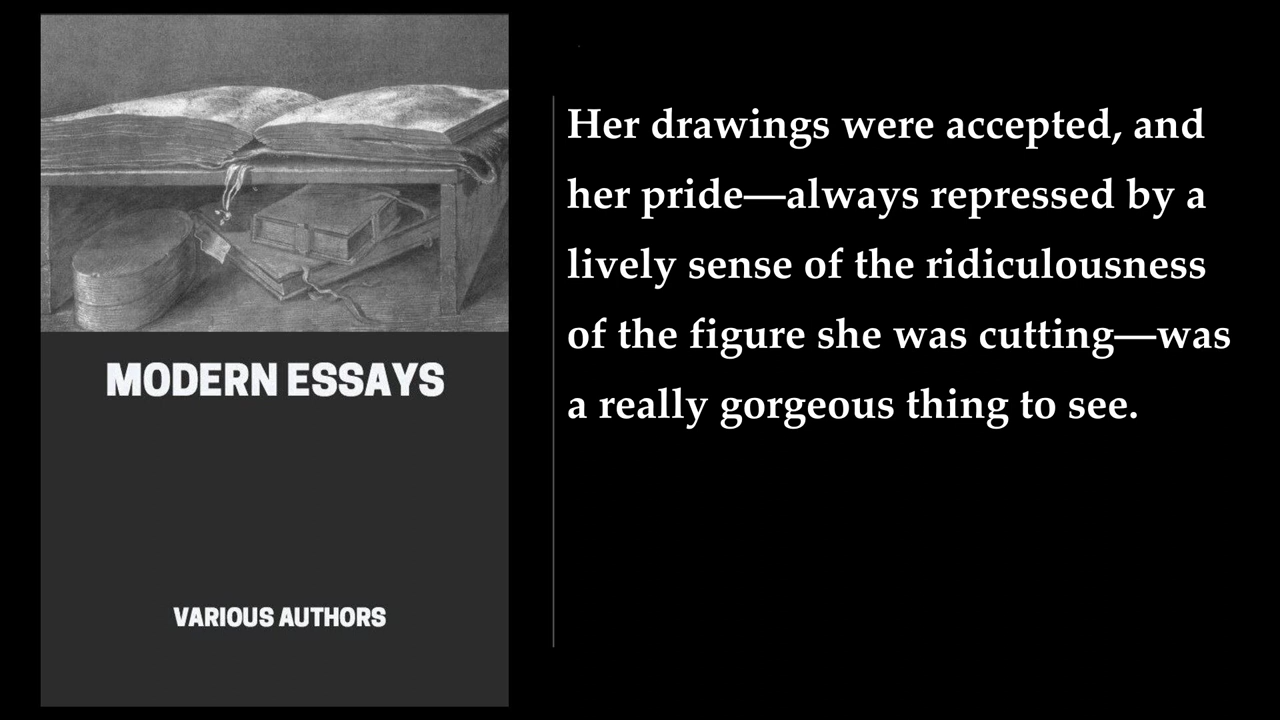 MODERN ESSAYS
VARIOUS AUTHORS
Her drawings were accepted, and
her pride—always repressed by a
lively sense of the ridiculousness
of the figure she was cutting—was
a really gorgeous thing to see.